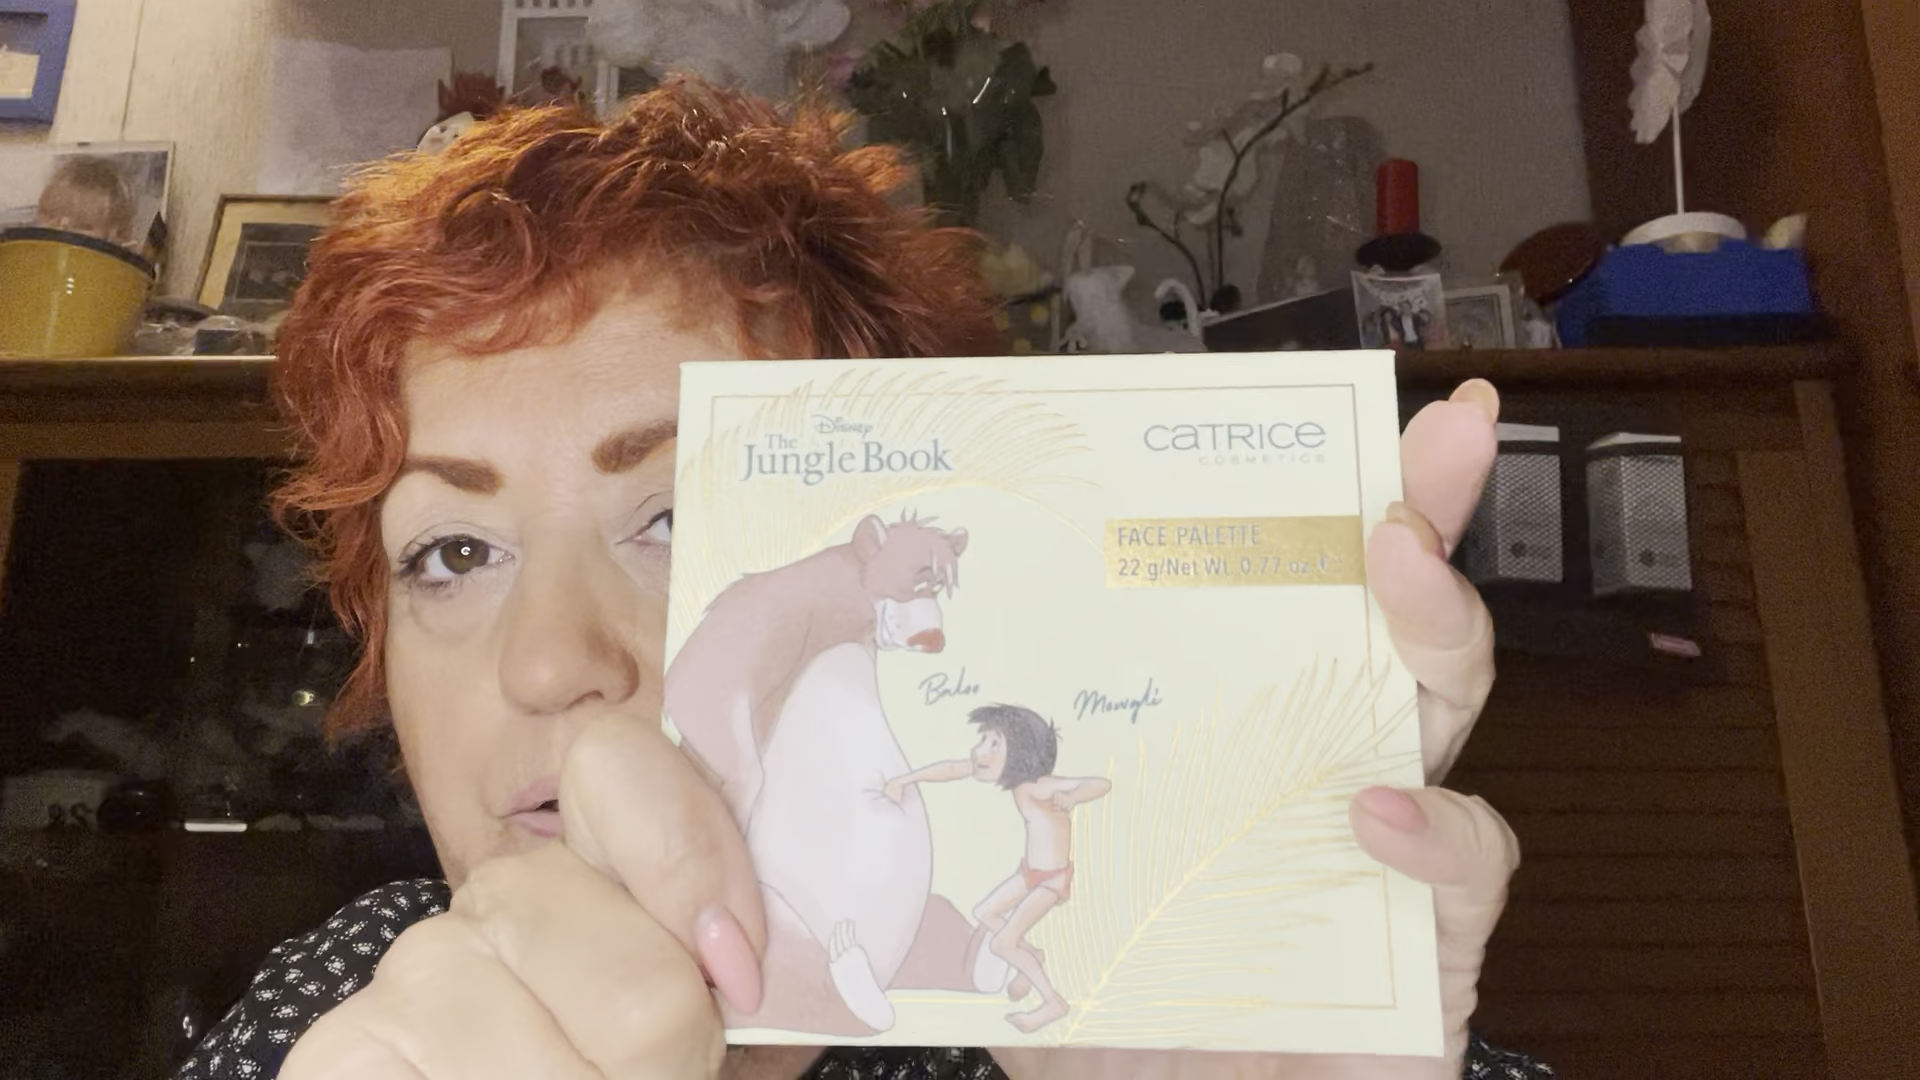 Disney
The
Jungle Book
CATRICE
COSMETICS
FACE PALETTE
22 g/Net Wt. 0.77 oz. ℮
Baloo
Mowgli